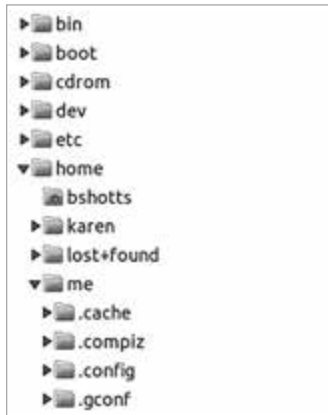 bin
boot
cdrom
dev
etc
home
bshotts
karen
lost+found
me
.cache
.compiz
.config
.gconf